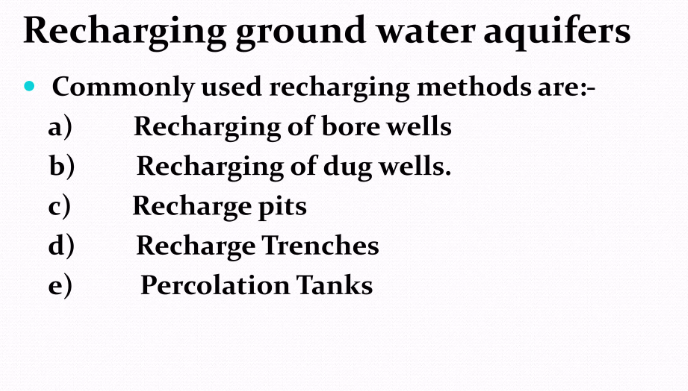 Recharging ground water aquifers
• Commonly used recharging methods are:-
a) Recharging of bore wells
b) Recharging of dug wells.
c) Recharge pits
d) Recharge Trenches
e) Percolation Tanks